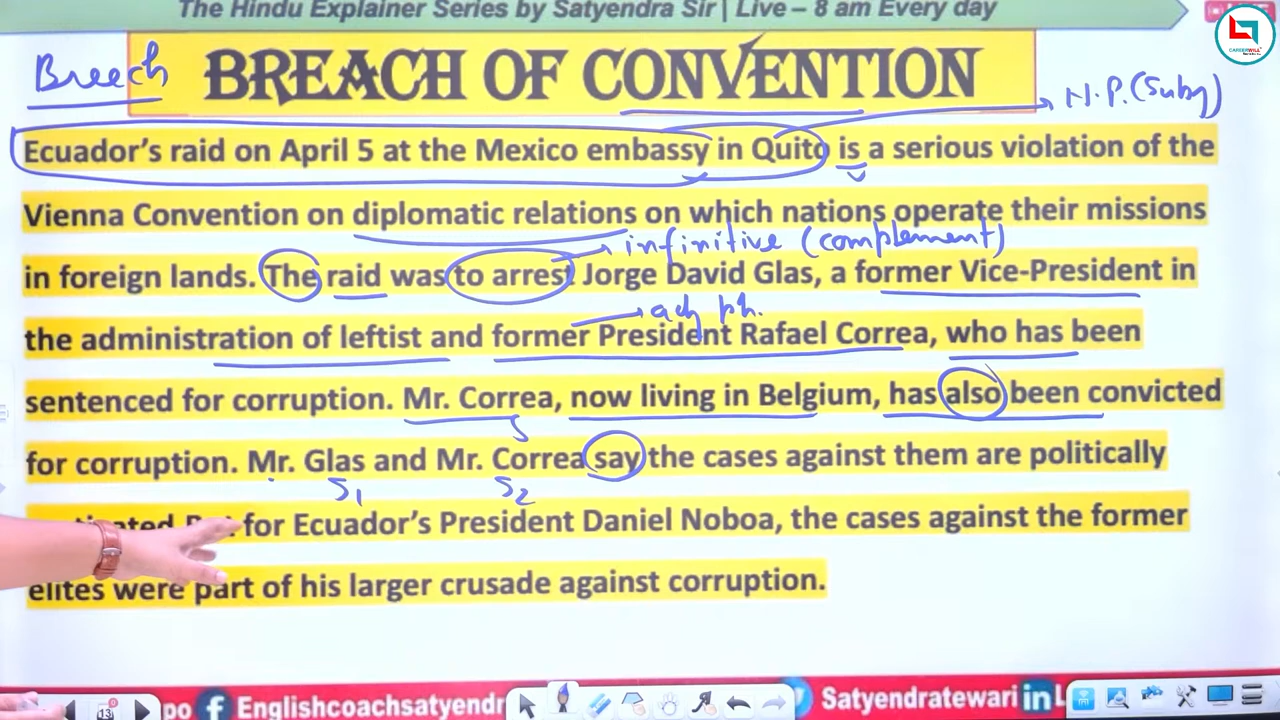 The Hindu Explainer Series by Satyendra Sir | Live – 8 am Every day
CAREERWILL
Breech
BREACH OF CONVENTION
N.P. (Subj)
Ecuador's raid on April 5 at the Mexico embassy in Quito is a serious violation of the
v
Vienna Convention on diplomatic relations on which nations operate their missions
infinitive (complement)
in foreign lands. The raid was to arrest Jorge David Glas, a former Vice-President in
adj ph.
the administration of leftist and former President Rafael Correa, who has been
sentenced for corruption. Mr. Correa, now living in Belgium, has also been convicted
S
for corruption. Mr. Glas and Mr. Correa say the cases against them are politically
S1 S2
for Ecuador's President Daniel Noboa, the cases against the former
elites were part of his larger crusade against corruption.
13
po Englishcoachsatyendr Satyendratewari in L